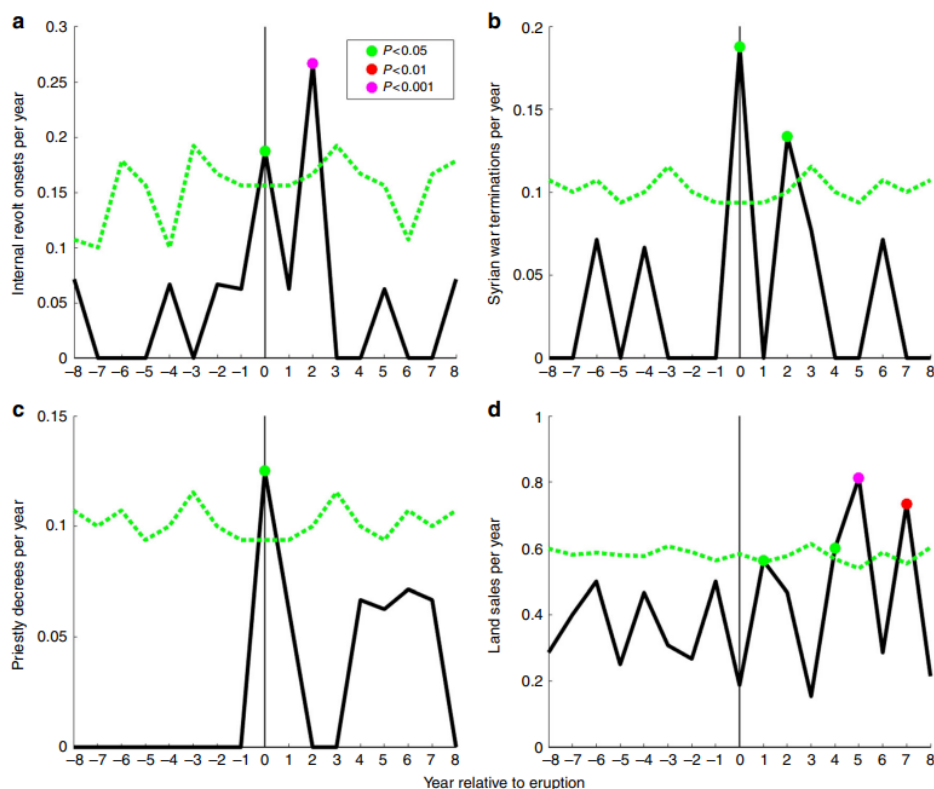 a
0.3
0.25
0.2
0.15
0.1
0.05
0
Internal revolt onsets per year
P<0.05
P<0.01
P<0.001
−8 −7 −6 −5 −4 −3 −2 −1 0 1 2 3 4 5 6 7 8
b
0.2
0.15
0.1
0.05
0
Syrian war terminations per year
−8 −7 −6 −5 −4 −3 −2 −1 0 1 2 3 4 5 6 7 8
c
0.15
0.1
0.05
0
Priestly decrees per year
−8 −7 −6 −5 −4 −3 −2 −1 0 1 2 3 4 5 6 7 8
d
1
0.8
0.6
0.4
0.2
0
Land sales per year
−8 −7 −6 −5 −4 −3 −2 −1 0 1 2 3 4 5 6 7 8
Year relative to eruption